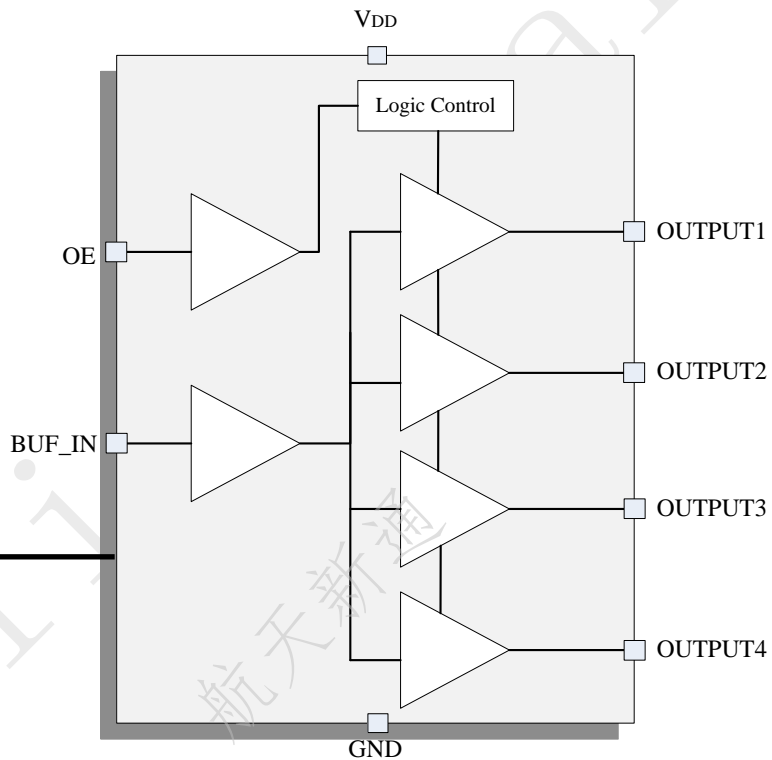 VDD
Logic Control
OE
OUTPUT1
OUTPUT2
BUF_IN
OUTPUT3
OUTPUT4
GND
航天新通